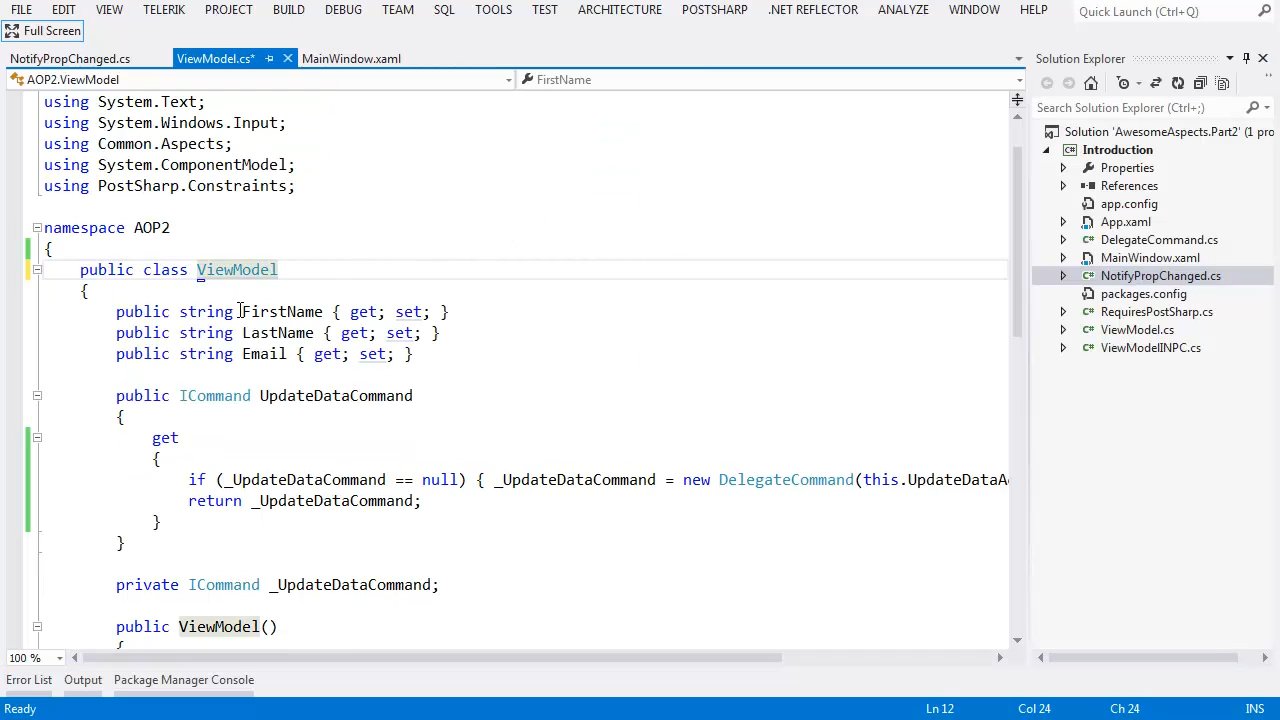 FILE EDIT VIEW TELERIK PROJECT BUILD DEBUG TEAM SQL TOOLS TEST ARCHITECTURE POSTSHARP .NET REFLECTOR ANALYZE WINDOW HELP Quick Launch (Ctrl+Q)
Full Screen
NotifyPropChanged.cs ViewModel.cs* MainWindow.xaml
AOP2.ViewModel FirstName
using System.Text;
using System.Windows.Input;
using Common.Aspects;
using System.ComponentModel;
using PostSharp.Constraints;
namespace AOP2
{
public class ViewModel
{
public string FirstName { get; set; }
public string LastName { get; set; }
public string Email { get; set; }
public ICommand UpdateDataCommand
{
get
{
if (_UpdateDataCommand == null) { _UpdateDataCommand = new DelegateCommand(this.UpdateDataAc
return _UpdateDataCommand;
}
}
private ICommand _UpdateDataCommand;
public ViewModel()
{
100 %
Error List Output Package Manager Console
Solution Explorer
Search Solution Explorer (Ctrl+;)
Solution 'AwesomeAspects.Part2' (1 pro
Introduction
Properties
References
app.config
App.xaml
DelegateCommand.cs
MainWindow.xaml
NotifyPropChanged.cs
packages.config
RequiresPostSharp.cs
ViewModel.cs
ViewModelINPC.cs
Ready Ln 12 Col 24 Ch 24 INS